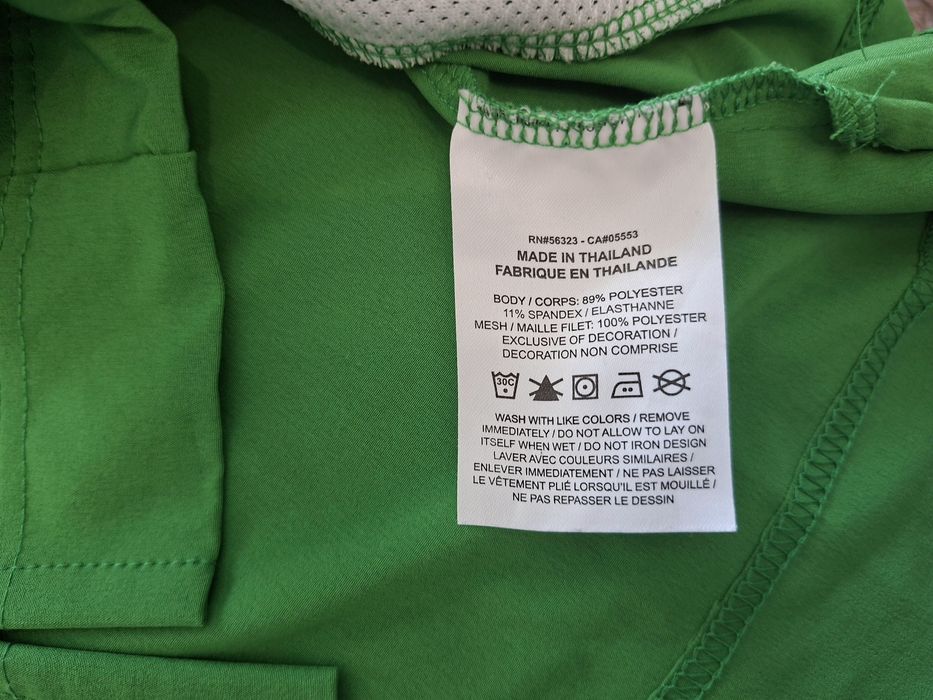 RN#56323 - CA#05553
MADE IN THAILAND
FABRIQUE EN THAILANDE
BODY / CORPS: 89% POLYESTER
11% SPANDEX / ELASTHANNE
MESH / MAILLE FILET: 100% POLYESTER
EXCLUSIVE OF DECORATION /
DECORATION NON COMPRISE
30C
WASH WITH LIKE COLORS / REMOVE
IMMEDIATELY / DO NOT ALLOW TO LAY ON
ITSELF WHEN WET / DO NOT IRON DESIGN
LAVER AVEC COULEURS SIMILAIRES /
ENLEVER IMMEDIATEMENT / NE PAS LAISSER
LE VÊTEMENT PLIÉ LORSQU'IL EST MOUILLÉ /
NE PAS REPASSER LE DESSIN